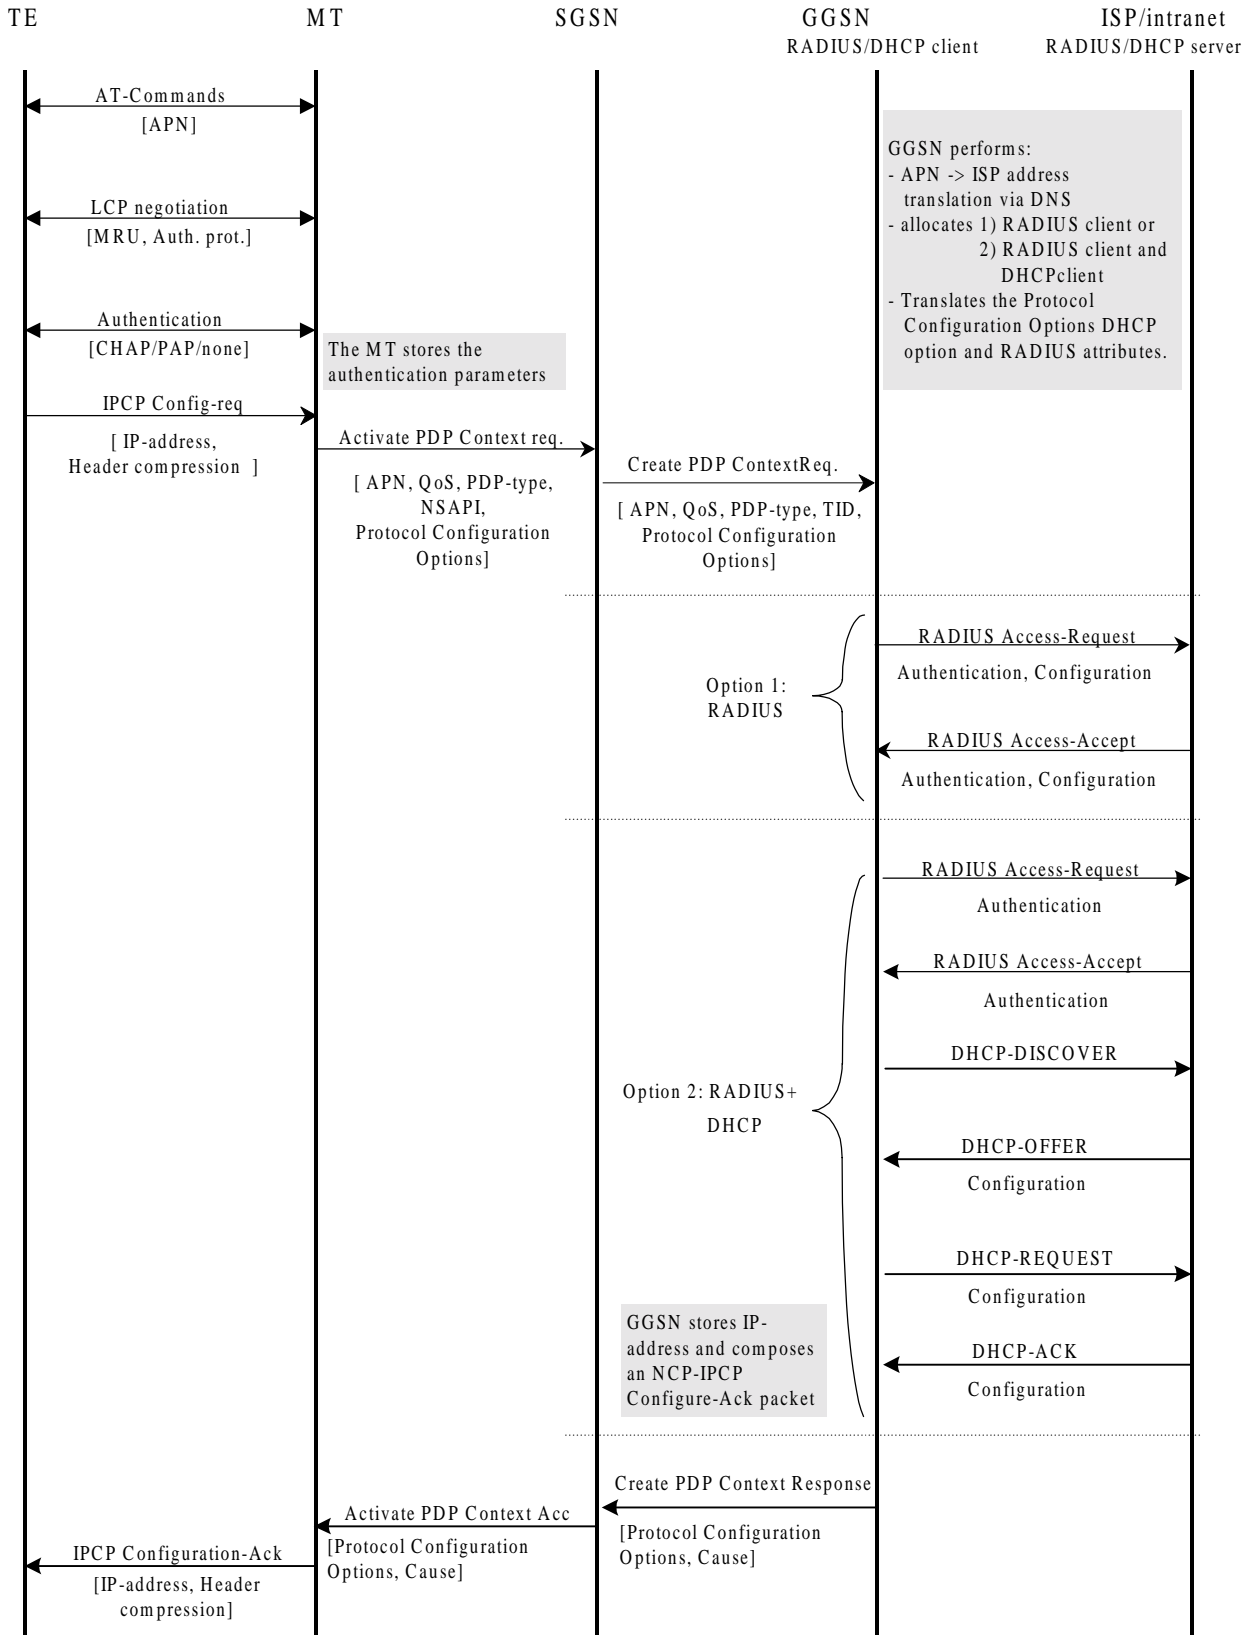 TE
MT
SGSN
GGSN
ISP/intranet
RADIUS/DHCP client
RADIUS/DHCP server
AT-Commands
[APN]
GGSN performs:
- APN -> ISP address
translation via DNS
- allocates 1) RADIUS client or
2) RADIUS client and
DHCPclient
- Translates the Protocol
Configuration Options DHCP
option and RADIUS attributes.
LCP negotiation
[MRU, Auth. prot.]
Authentication
[CHAP/PAP/none]
The MT stores the
authentication parameters
IPCP Config-req
[ IP-address,
Header compression ]
Activate PDP Context req.
[ APN, QoS, PDP-type,
NSAPI,
Protocol Configuration
Options]
Create PDP ContextReq.
[ APN, QoS, PDP-type, TID,
Protocol Configuration
Options]
Option 1:
RADIUS
RADIUS Access-Request
Authentication, Configuration
RADIUS Access-Accept
Authentication, Configuration
Option 2: RADIUS+
DHCP
RADIUS Access-Request
Authentication
RADIUS Access-Accept
Authentication
DHCP-DISCOVER
DHCP-OFFER
Configuration
DHCP-REQUEST
Configuration
DHCP-ACK
Configuration
GGSN stores IP-
address and composes
an NCP-IPCP
Configure-Ack packet
Create PDP Context Response
[Protocol Configuration
Options, Cause]
Activate PDP Context Acc
[Protocol Configuration
Options, Cause]
IPCP Configuration-Ack
[IP-address, Header
compression]